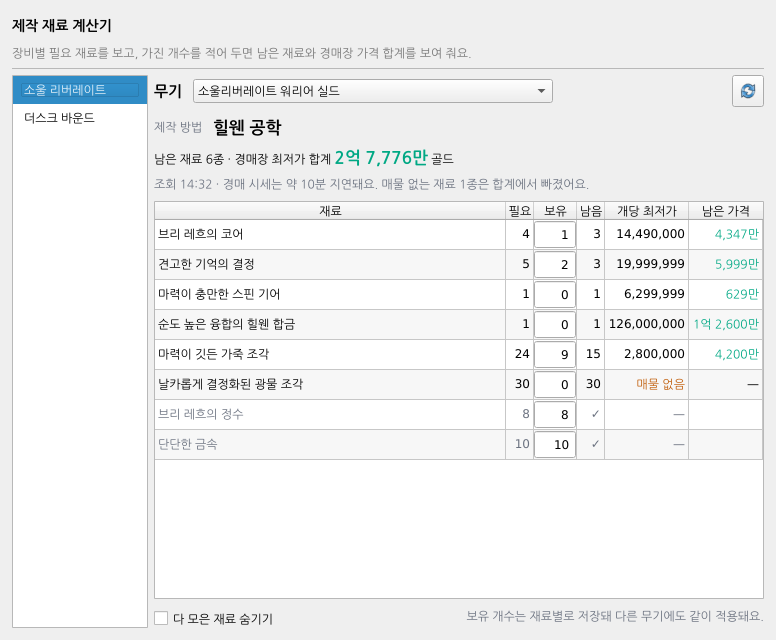 제작 재료 계산기
장비별 필요 재료를 보고, 가진 개수를 적어 두면 남은 재료와 경매장 가격 합계를 보여 줘요.
소울 리버레이트
더스크 바운드
무기 소울리버레이트 워리어 실드
제작 방법 힐웬 공학
남은 재료 6종 · 경매장 최저가 합계 2억 7,776만 골드
조회 14:32 · 경매 시세는 약 10분 지연돼요. 매물 없는 재료 1종은 합계에서 빠졌어요.
재료 필요 보유 남음 개당 최저가 남은 가격
브리 레흐의 코어 4 1 3 14,490,000 4,347만
견고한 기억의 결정 5 2 3 19,999,999 5,999만
마력이 충만한 스핀 기어 1 0 1 6,299,999 629만
순도 높은 융합의 힐웬 합금 1 0 1 126,000,000 1억 2,600만
마력이 깃든 가죽 조각 24 9 15 2,800,000 4,200만
날카롭게 결정화된 광물 조각 30 0 30 매물 없음 —
브리 레흐의 정수 8 8 ✓ —
단단한 금속 10 10 ✓ —
다 모은 재료 숨기기
보유 개수는 재료별로 저장돼 다른 무기에도 같이 적용돼요.